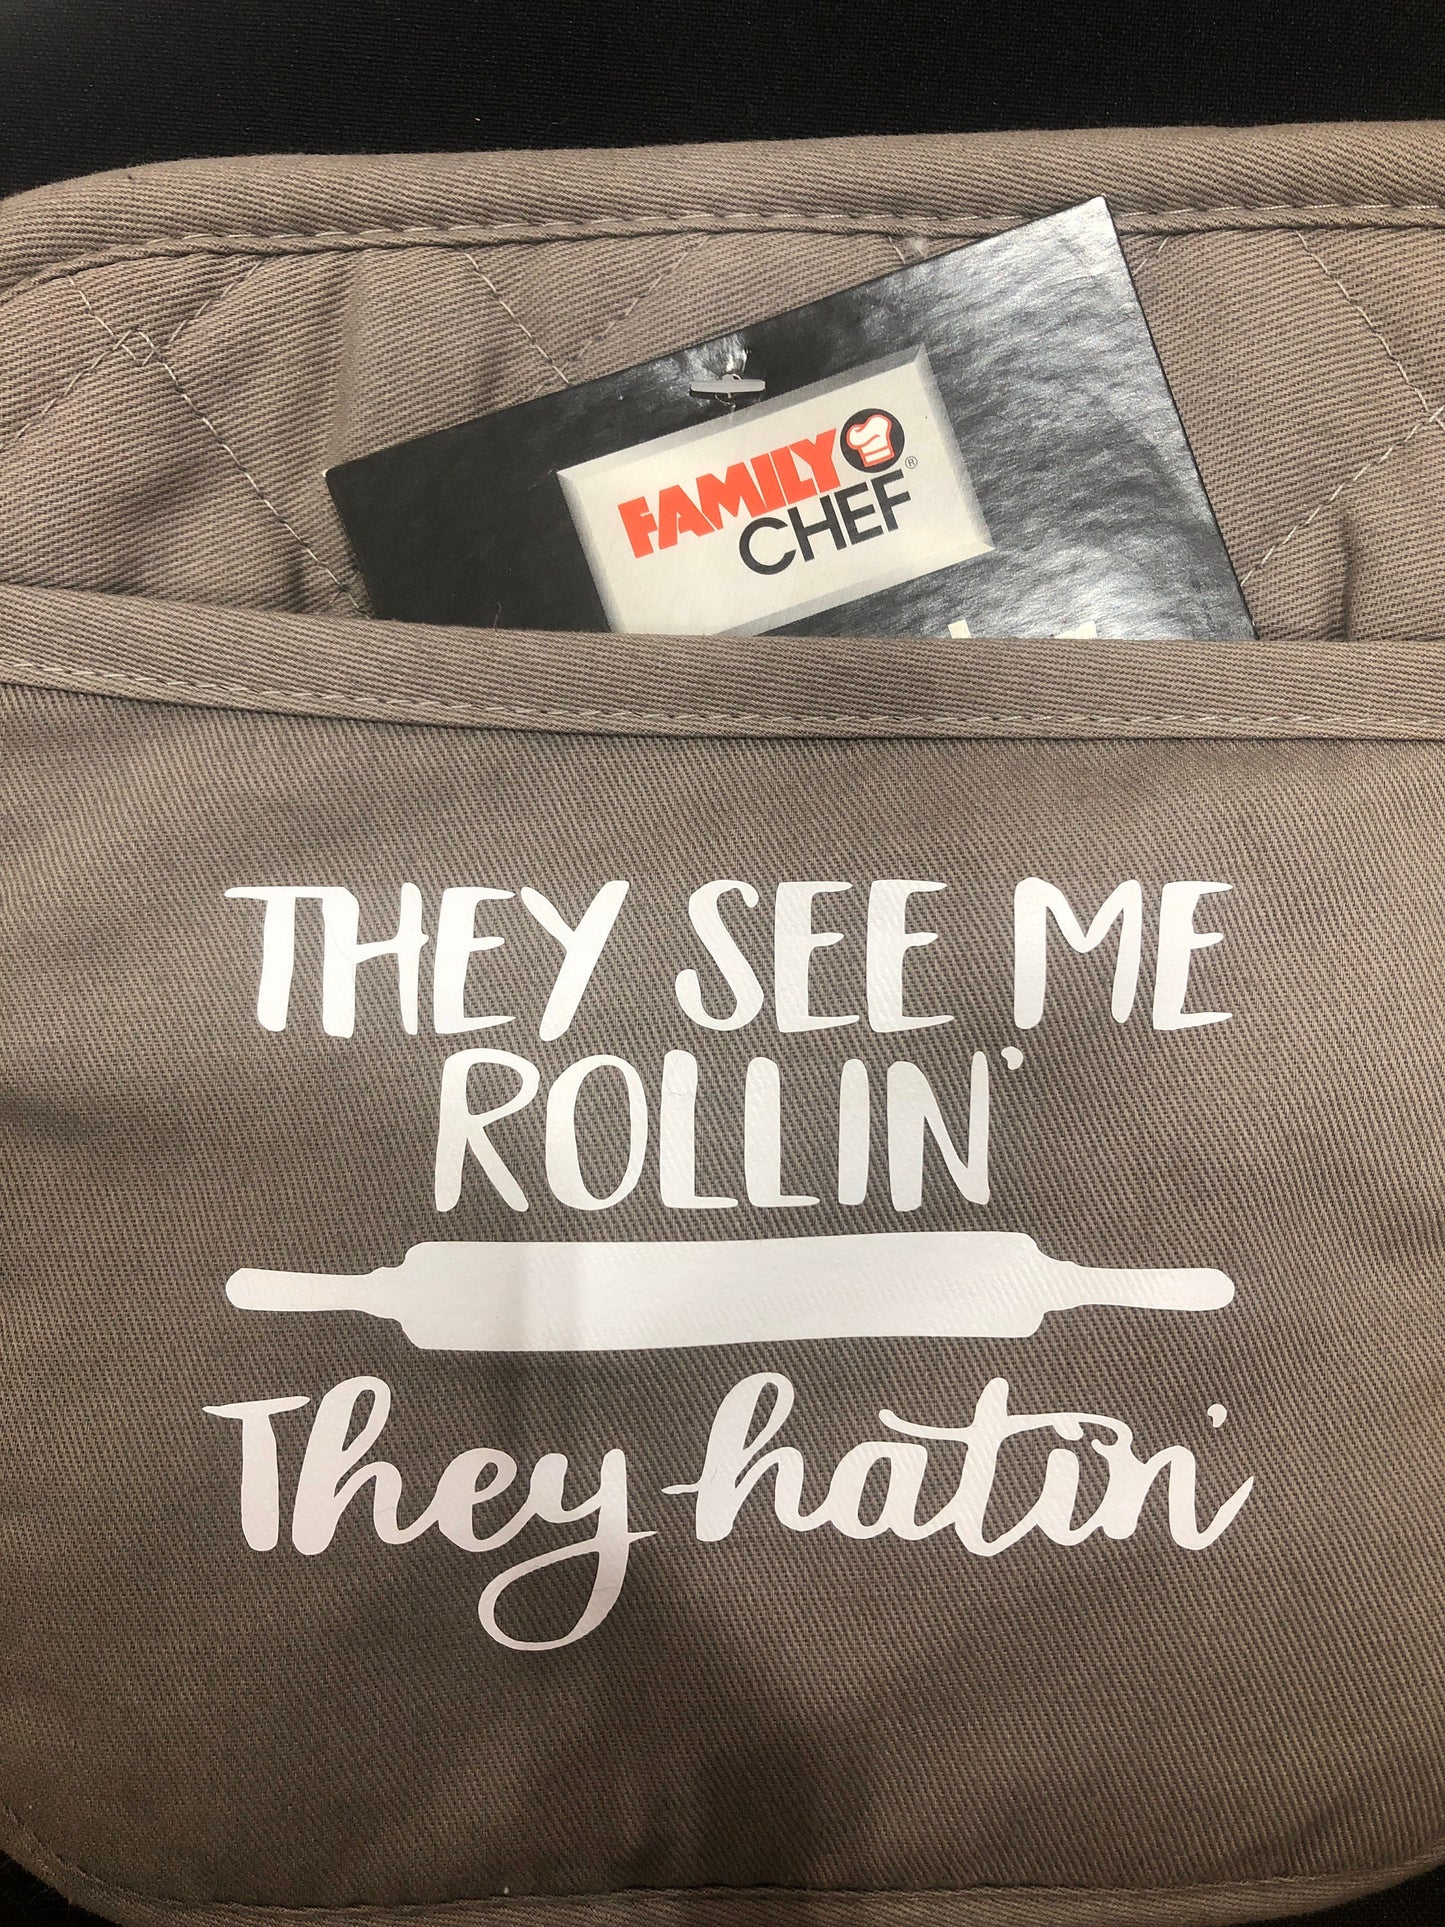 FAMILY
CHEF®
THEY SEE ME
ROLLIN'
They hatin'